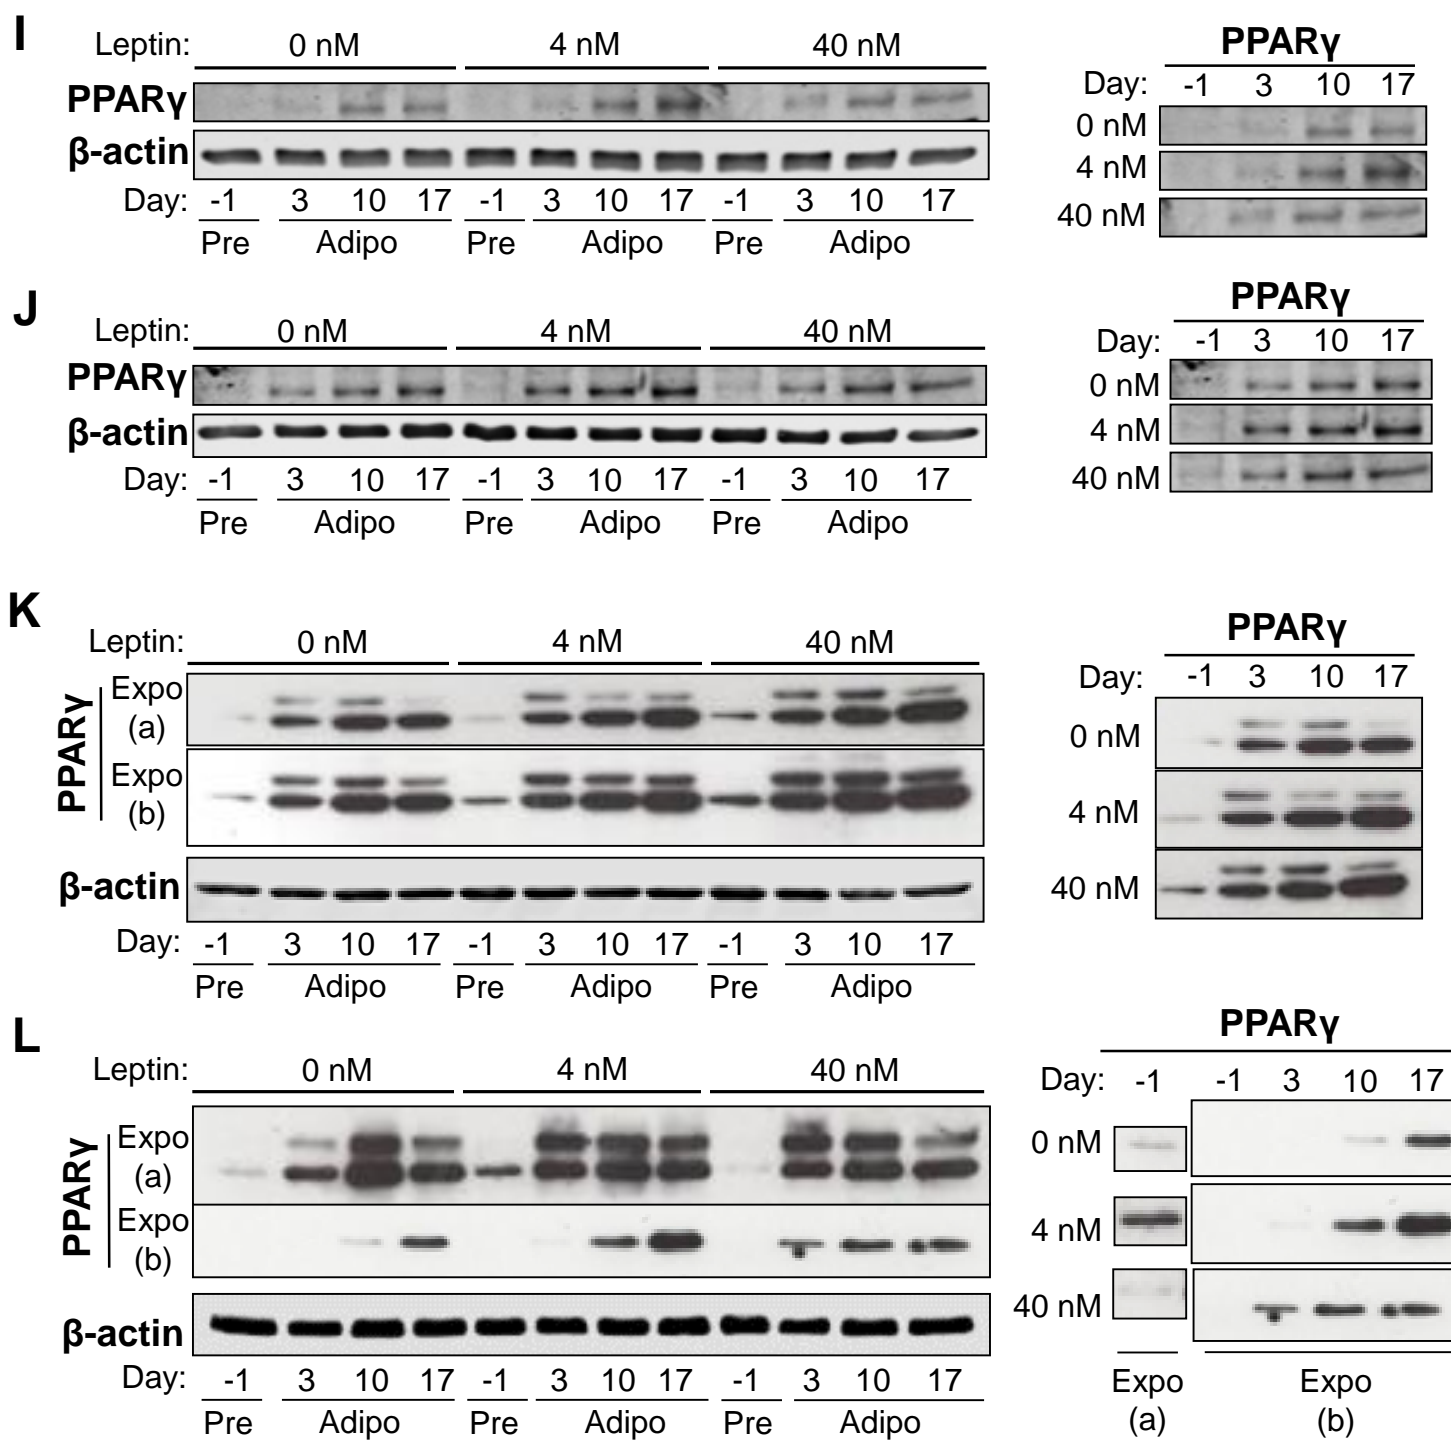 I
Leptin: 0 nM 4 nM 40 nM
PPARγ
β-actin
Day: -1 3 10 17 -1 3 10 17 -1 3 10 17
Pre Adipo Pre Adipo Pre Adipo
PPARγ
Day: -1 3 10 17
0 nM
4 nM
40 nM
J
Leptin: 0 nM 4 nM 40 nM
PPARγ
β-actin
Day: -1 3 10 17 -1 3 10 17 -1 3 10 17
Pre Adipo Pre Adipo Pre Adipo
PPARγ
Day: -1 3 10 17
0 nM
4 nM
40 nM
K
Leptin: 0 nM 4 nM 40 nM
PPARγ
Expo
(a)
Expo
(b)
β-actin
Day: -1 3 10 17 -1 3 10 17 -1 3 10 17
Pre Adipo Pre Adipo Pre Adipo
PPARγ
Day: -1 3 10 17
0 nM
4 nM
40 nM
L
Leptin: 0 nM 4 nM 40 nM
PPARγ
Expo
(a)
Expo
(b)
β-actin
Day: -1 3 10 17 -1 3 10 17 -1 3 10 17
Pre Adipo Pre Adipo Pre Adipo
PPARγ
Day: -1 -1 3 10 17
0 nM
4 nM
40 nM
Expo Expo
(a) (b)